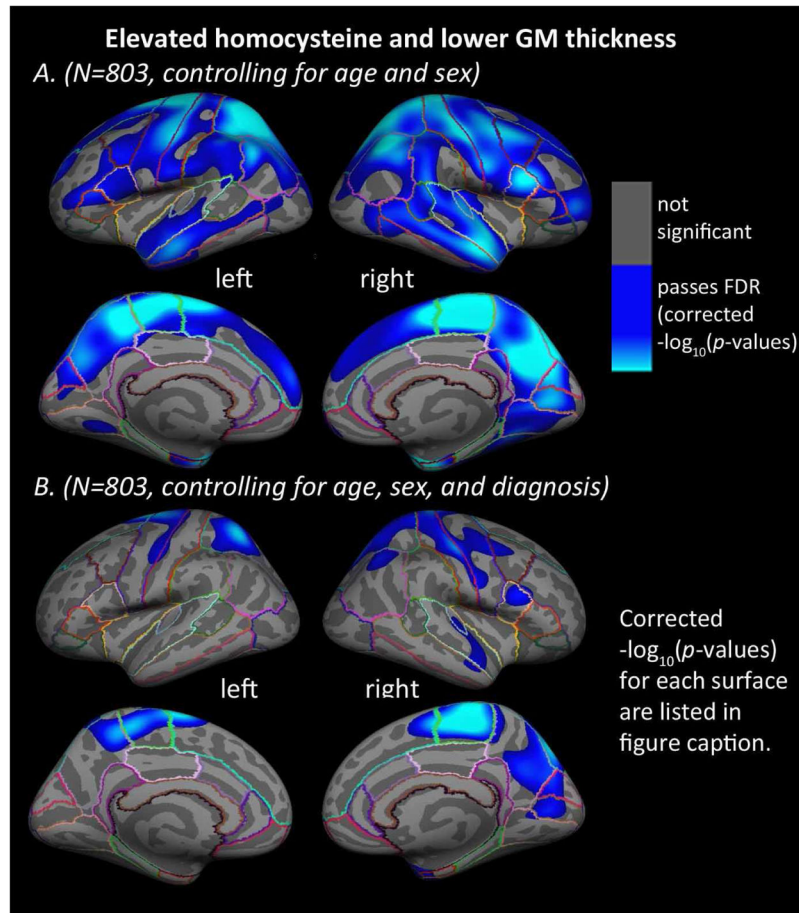 Elevated homocysteine and lower GM thickness
A. (N=803, controlling for age and sex)
not
significant
passes FDR
(corrected
-log10(p-values)
left
right
B. (N=803, controlling for age, sex, and diagnosis)
left
right
Corrected
-log10(p-values)
for each surface
are listed in
figure caption.